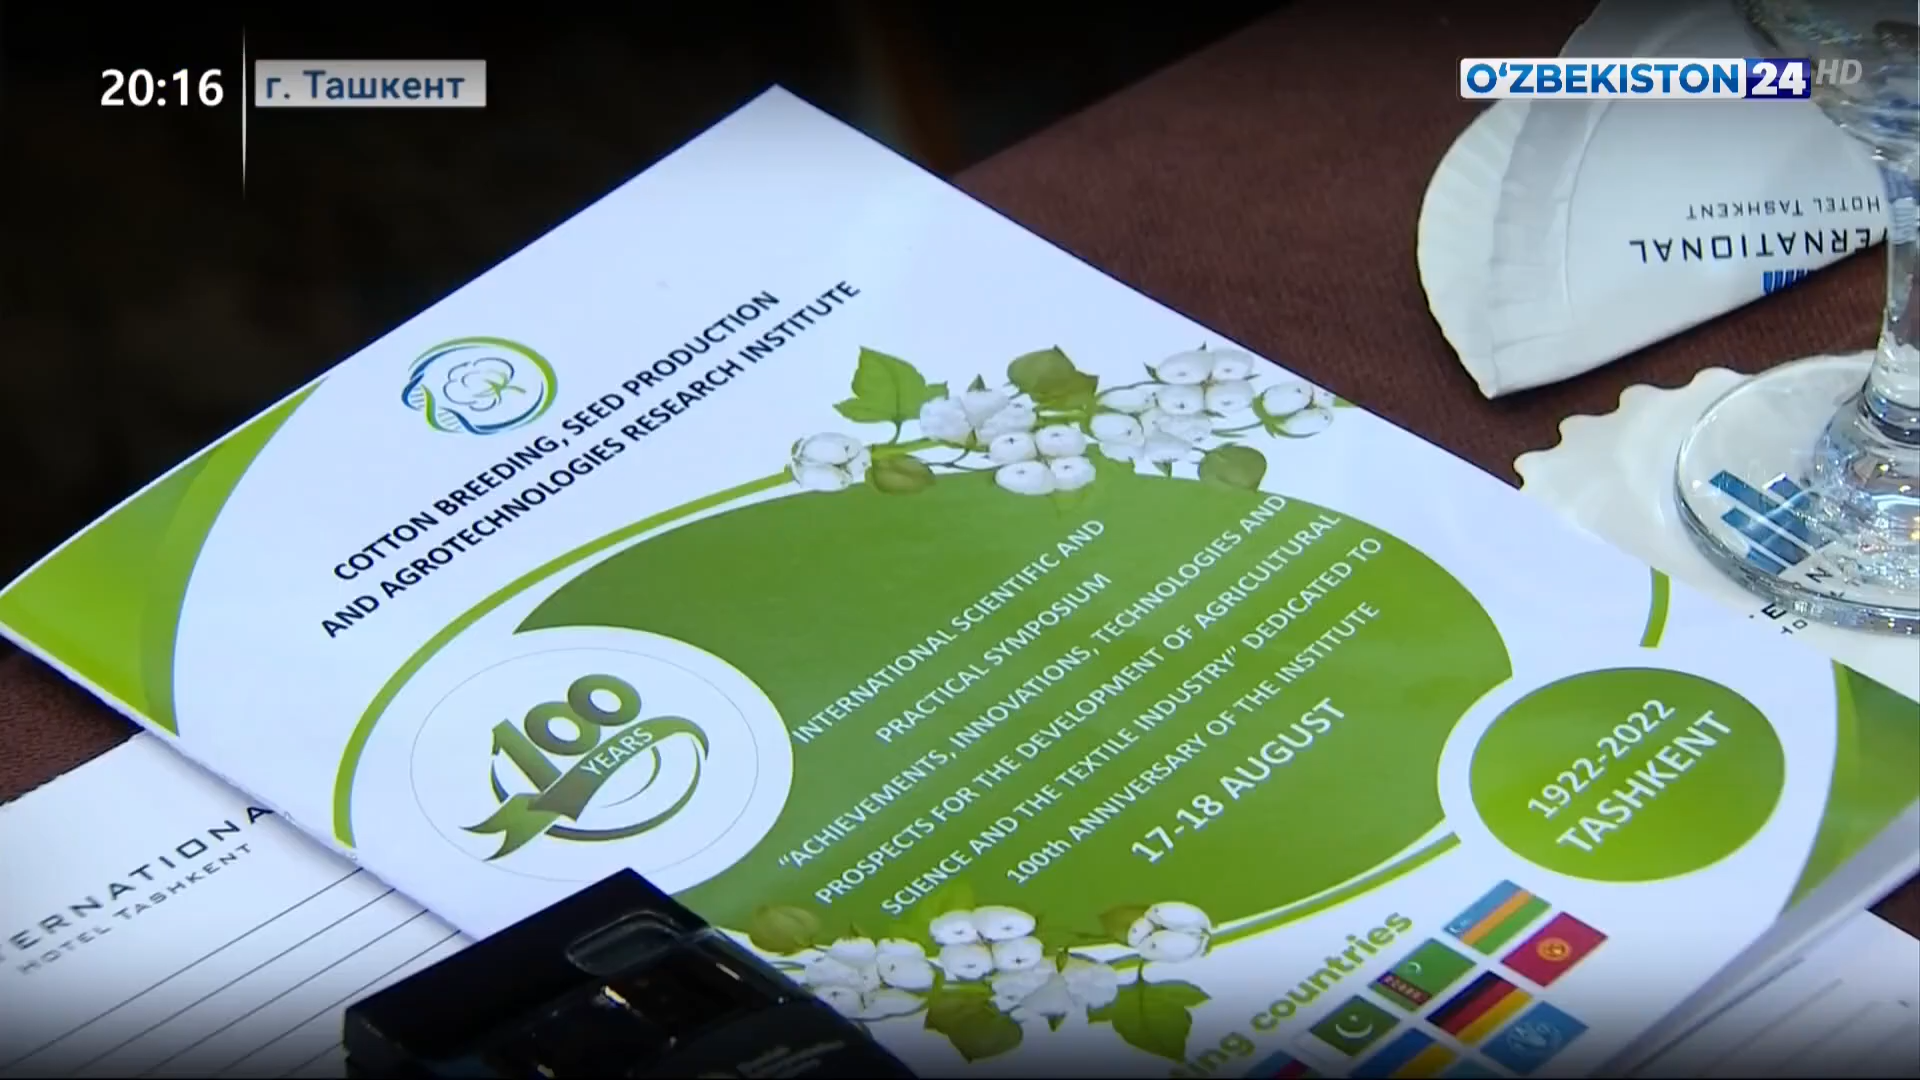 20:16
г. Ташкент
O‘ZBEKISTON 24 HD
HOTEL TASHKENT
COTTON BREEDING, SEED PRODUCTION
AND AGROTECHNOLOGIES RESEARCH INSTITUTE
100
YEARS
INTERNATIONAL SCIENTIFIC AND
PRACTICAL SYMPOSIUM
“ACHIEVEMENTS, INNOVATIONS, TECHNOLOGIES AND
PROSPECTS FOR THE DEVELOPMENT OF AGRICULTURAL
SCIENCE AND THE TEXTILE INDUSTRY” DEDICATED TO
100th ANNIVERSARY OF THE INSTITUTE
17-18 AUGUST
1922-2022
TASHKENT
countries
HOTEL TASHKENT